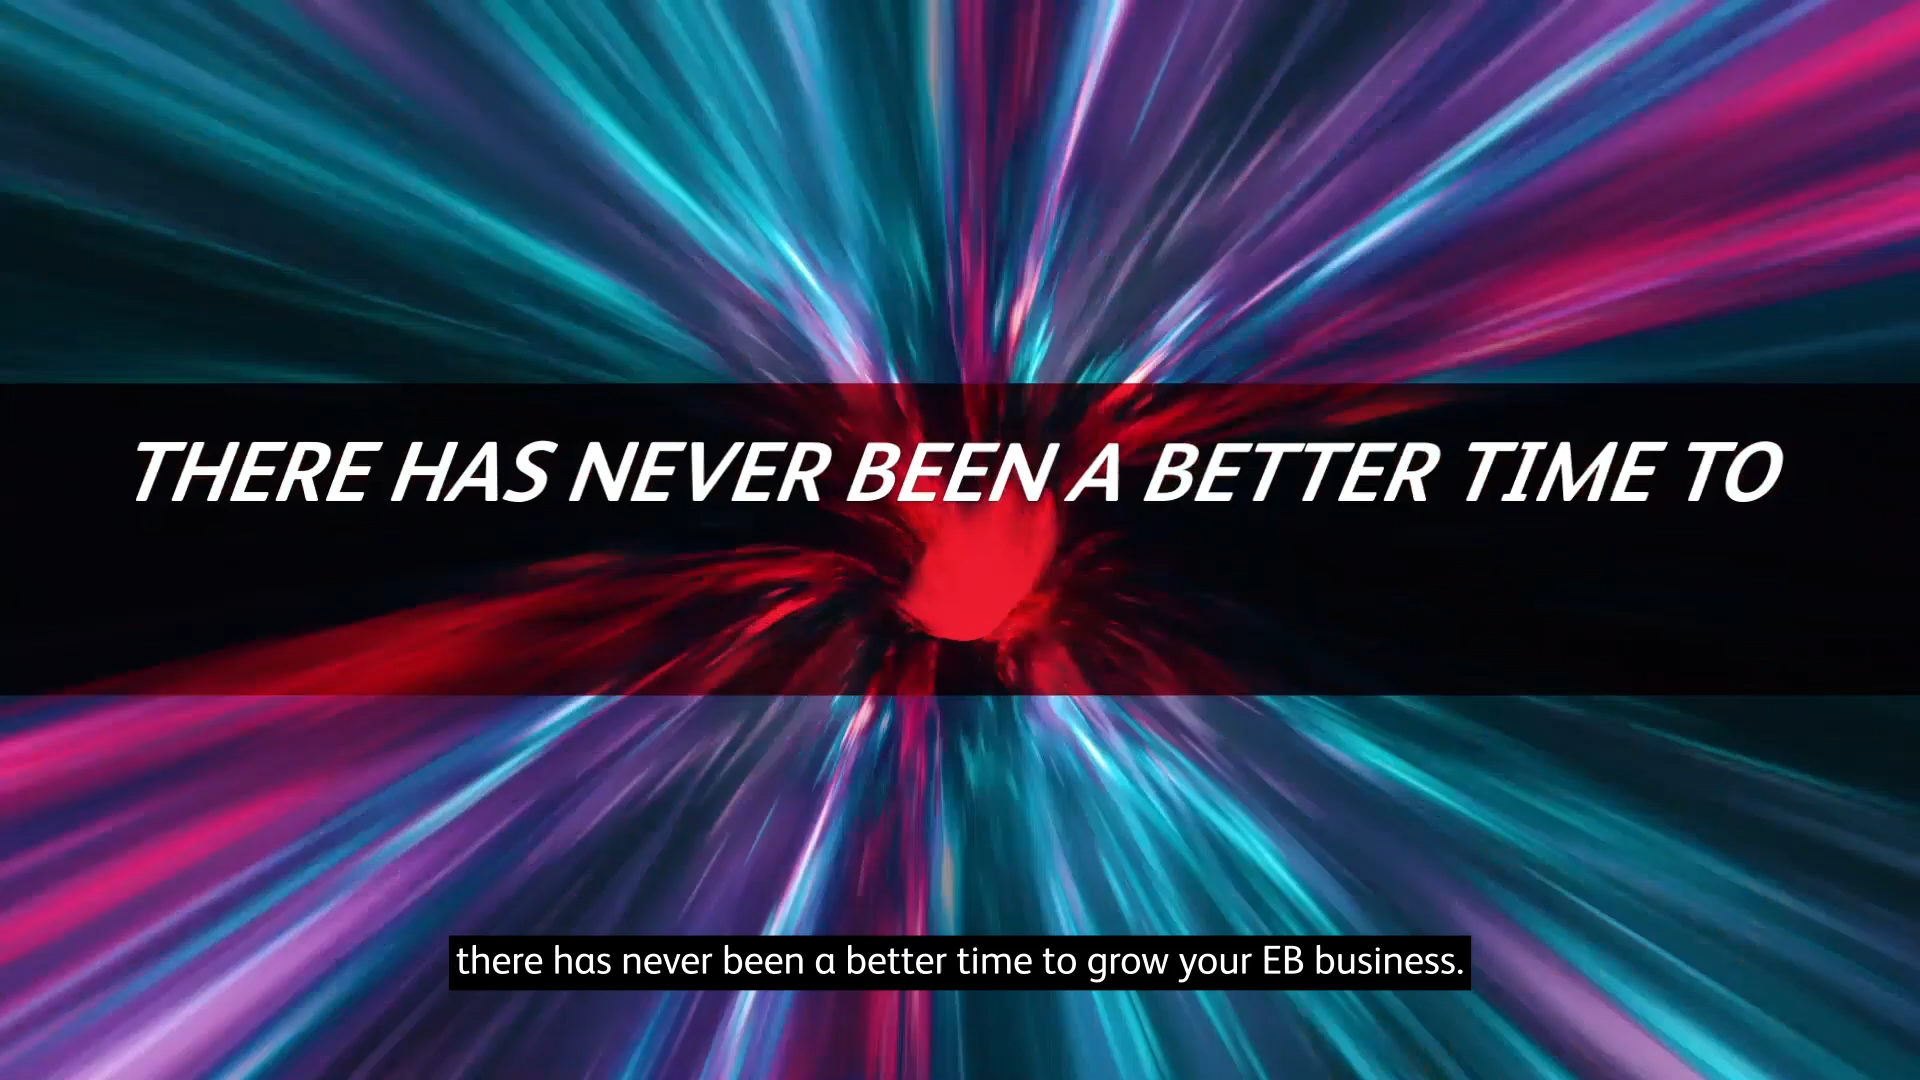 THERE HAS NEVER BEEN A BETTER TIME TO
there has never been a better time to grow your EB business.